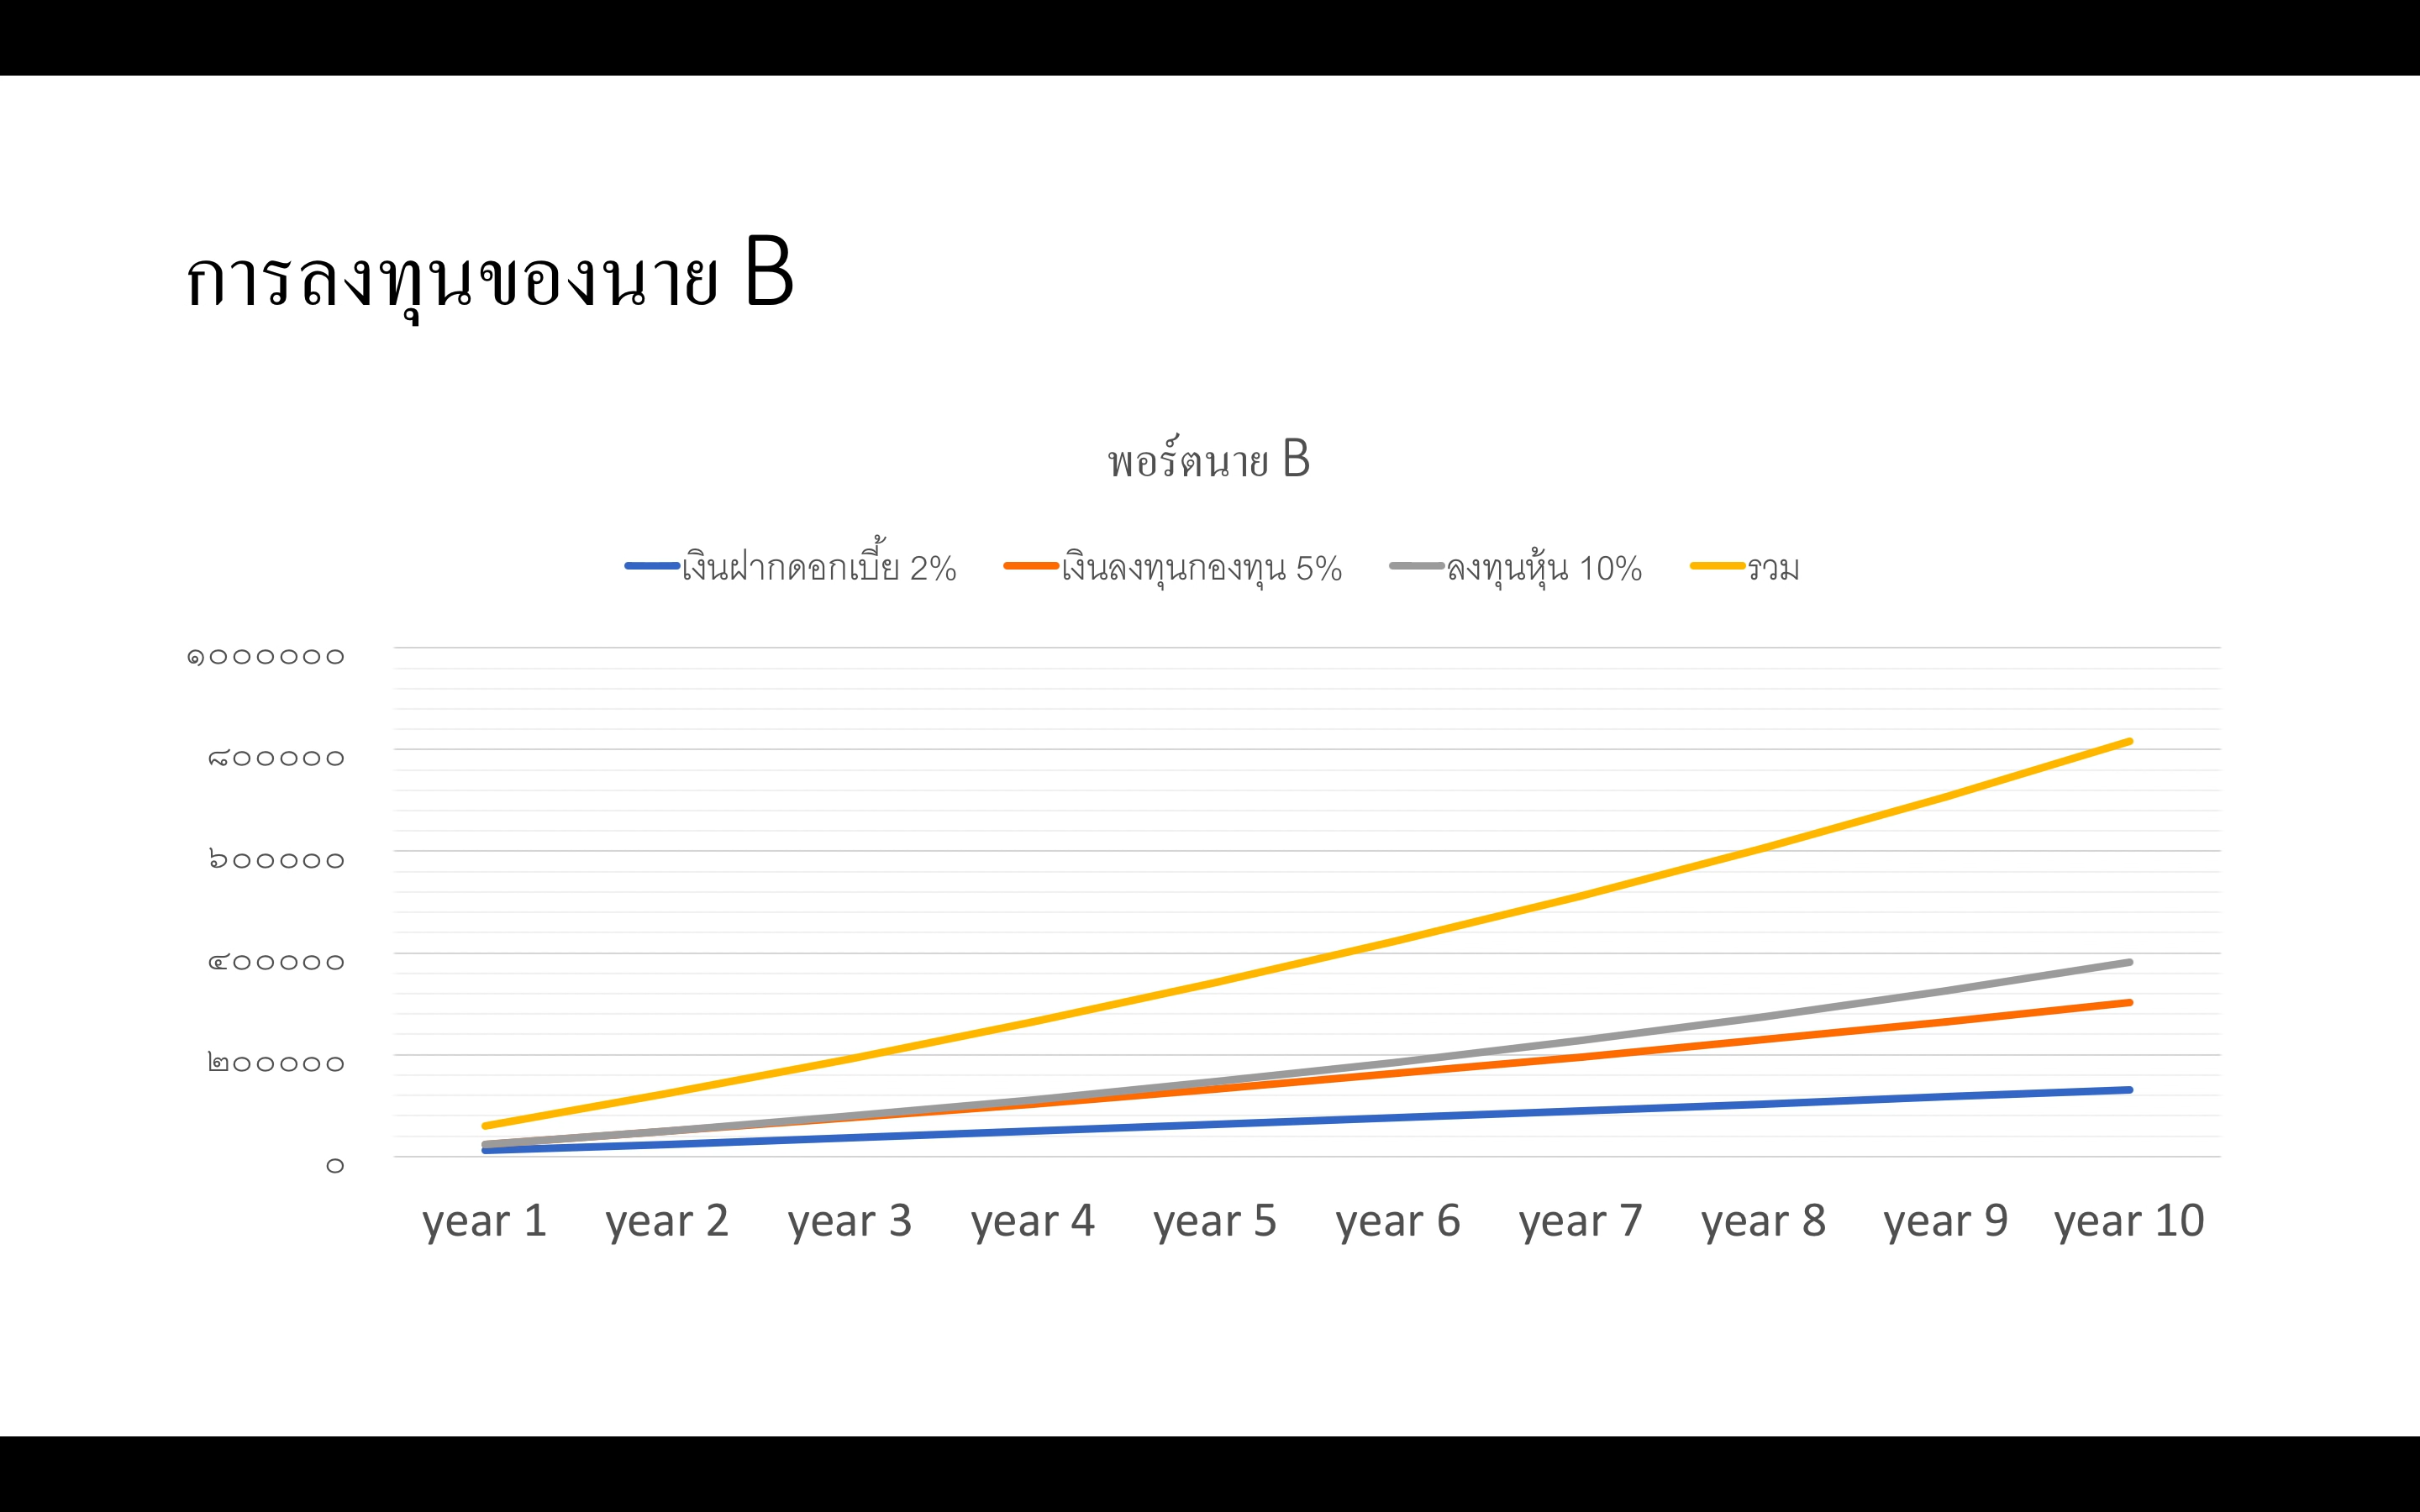 การลงทุนของนาย B
พอร์ตนาย B
เงินฝากดอกเบี้ย 2% เงินลงทุนกองทุน 5% ลงทุนหุ้น 10% รวม
๑๐๐๐๐๐๐
๘๐๐๐๐๐
๖๐๐๐๐๐
๔๐๐๐๐๐
๒๐๐๐๐๐
๐
year 1 year 2 year 3 year 4 year 5 year 6 year 7 year 8 year 9 year 10